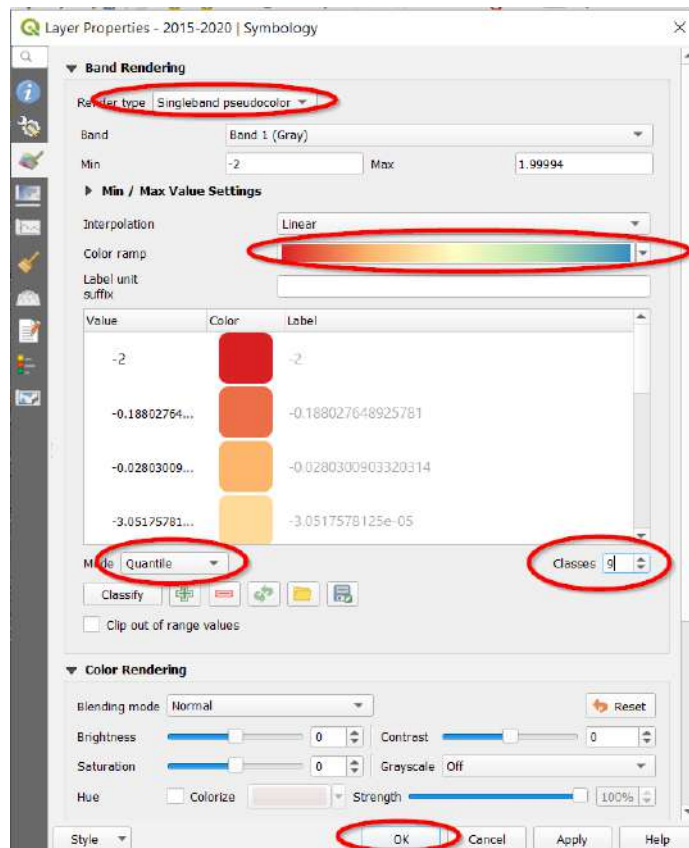 Layer Properties - 2015-2020 | Symbology
Band Rendering
Render type Singleband pseudocolor
Band Band 1 (Gray)
Min -2 Max 1.99994
Min / Max Value Settings
Interpolation Linear
Color ramp
Label unit
suffix
Value Color Label
-2 -2
-0.18802764... -0.188027648925781
-0.02803009... -0.0280300903320314
-3.05175781... -3.0517578125e-05
Mode Quantile Classes 9
Classify
Clip out of range values
Color Rendering
Blending mode Normal Reset
Brightness 0 Contrast 0
Saturation 0 Grayscale Off
Hue Colorize Strength 100%
Style OK Cancel Apply Help